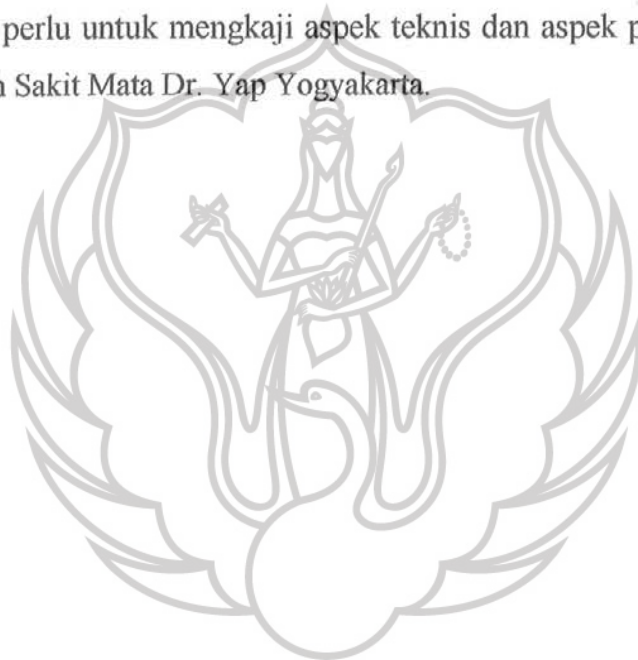 perlu untuk mengkaji aspek teknis dan aspek
Sakit Mata Dr. Yap Yogyakarta.